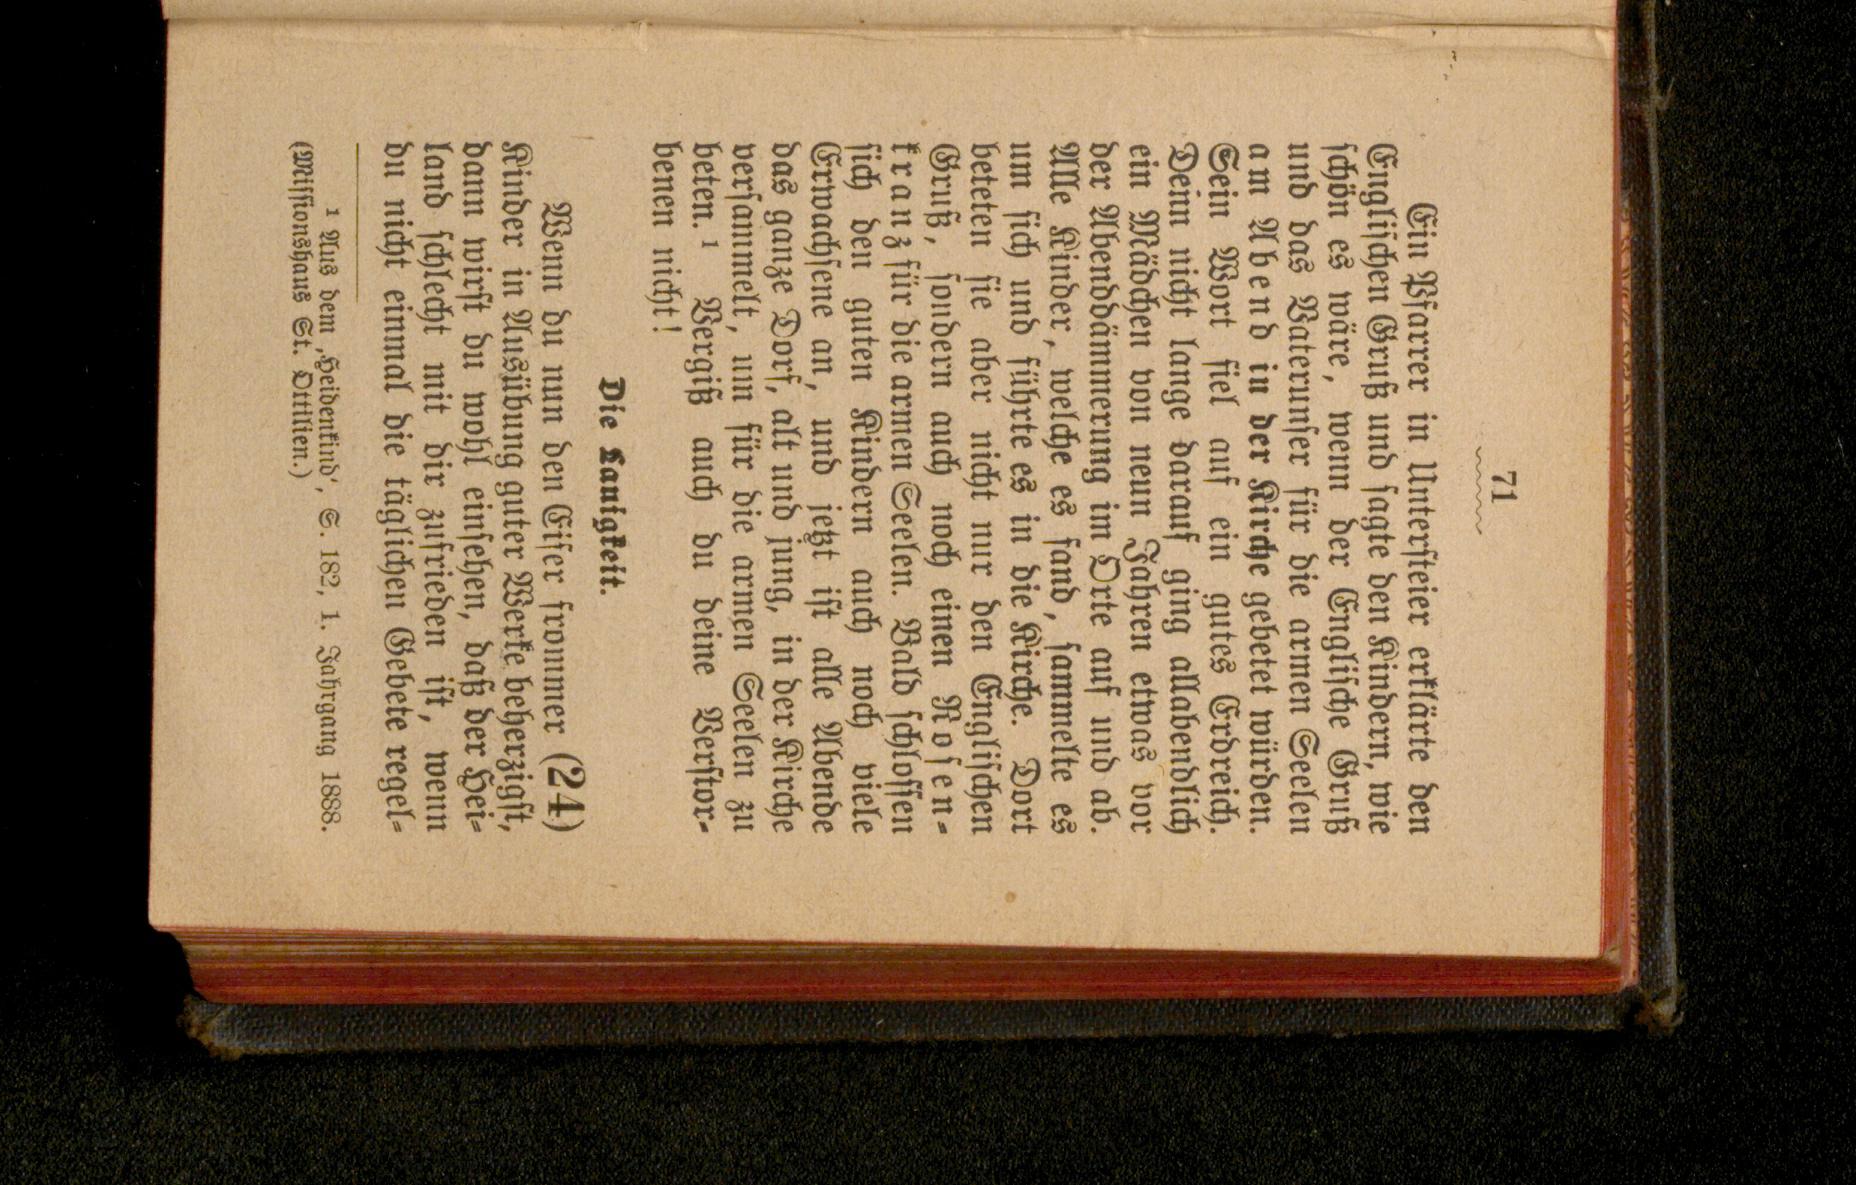 71
Ein Pfarrer in Untersteier erklärte den
Englischen Gruß und sagte den Kindern, wie
schön es wäre, wenn der Englische Gruß
und das Vaterunser für die armen Seelen
am Abend in der Kirche gebetet würden.
Sein Wort fiel auf ein gutes Erdreich.
Denn nicht lange darauf ging allabendlich
ein Mädchen von neun Jahren etwas vor
der Abenddämmerung im Orte auf und ab.
Alle Kinder, welche es fand, sammelte es
um sich und führte es in die Kirche. Dort
beteten sie aber nicht nur den Englischen
Gruß, sondern auch noch einen Rosen-
kranz für die armen Seelen. Bald schlossen
sich den guten Kindern auch noch viele
Erwachsene an, und jetzt ist alle Abende
das ganze Dorf, alt und jung, in der Kirche
versammelt, um für die armen Seelen zu
beten.¹ Vergiß auch du deine Verstor-
benen nicht!
Die Lauigkeit.
Wenn du nun den Eifer frommer (24)
Kinder in Ausübung guter Werke beherzigst,
dann wirst du wohl einsehen, daß der Hei-
land schlecht mit dir zufrieden ist, wenn
du nicht einmal die täglichen Gebete regel-
¹ Aus dem ‚Heidenkind‘, S. 182, 1. Jahrgang 1888.
(Missionshaus St. Ottilien.)